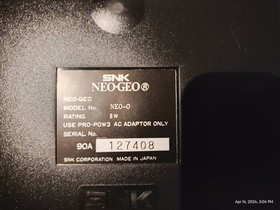 SNK
NEO•GEO®
NEO-GEO
MODEL No. NEO-0
RATING 8W
USE PRO-POW3 AC ADAPTOR ONLY
SERIAL No.
90A 127408
SNK CORPORATION MADE IN JAPAN
SNK
Apr 16, 2026, 3:06 PM